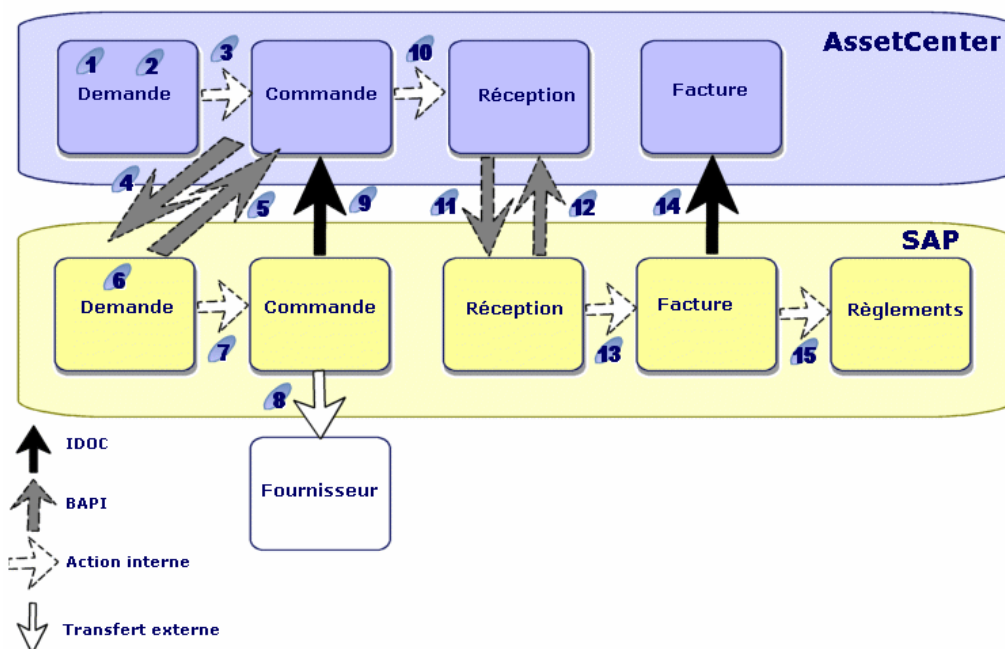 AssetCenter
1 2 3 10
Demande Commande Réception Facture
4 5 9 11 12 14
SAP
6
Demande Commande Réception Facture Règlements
7 13 15
8
IDOC
Fournisseur
BAPI
Action interne
Transfert externe